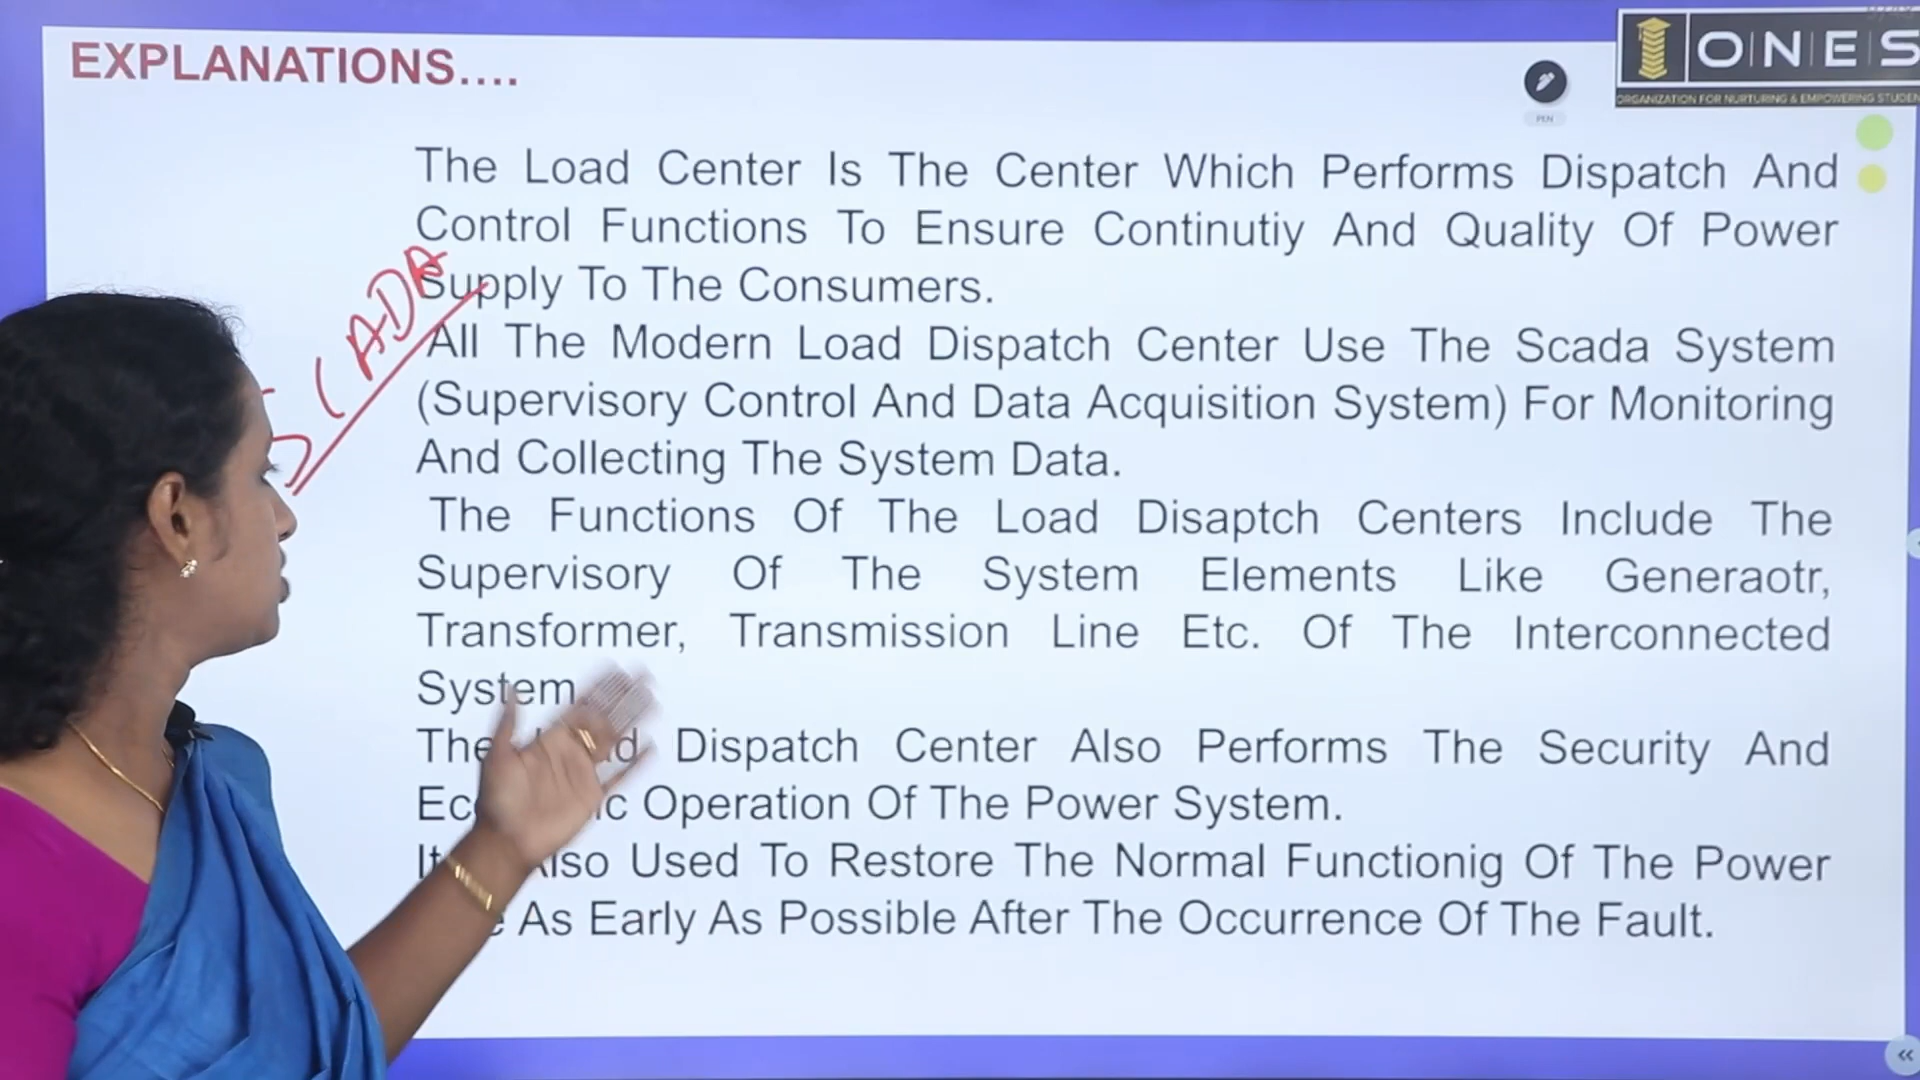 EXPLANATIONS....
O|N|E|S
ORGANIZATION FOR NURTURING & EMPOWERING STUDEN
PEN
The Load Center Is The Center Which Performs Dispatch And
Control Functions To Ensure Continutiy And Quality Of Power
Supply To The Consumers.
SCADA
All The Modern Load Dispatch Center Use The Scada System
(Supervisory Control And Data Acquisition System) For Monitoring
And Collecting The System Data.
The Functions Of The Load Disaptch Centers Include The
Supervisory Of The System Elements Like Generaotr,
Transformer, Transmission Line Etc. Of The Interconnected
System.
The Dispatch Center Also Performs The Security And
Operation Of The Power System.
It Also Used To Restore The Normal Functionig Of The Power
As Early As Possible After The Occurrence Of The Fault.